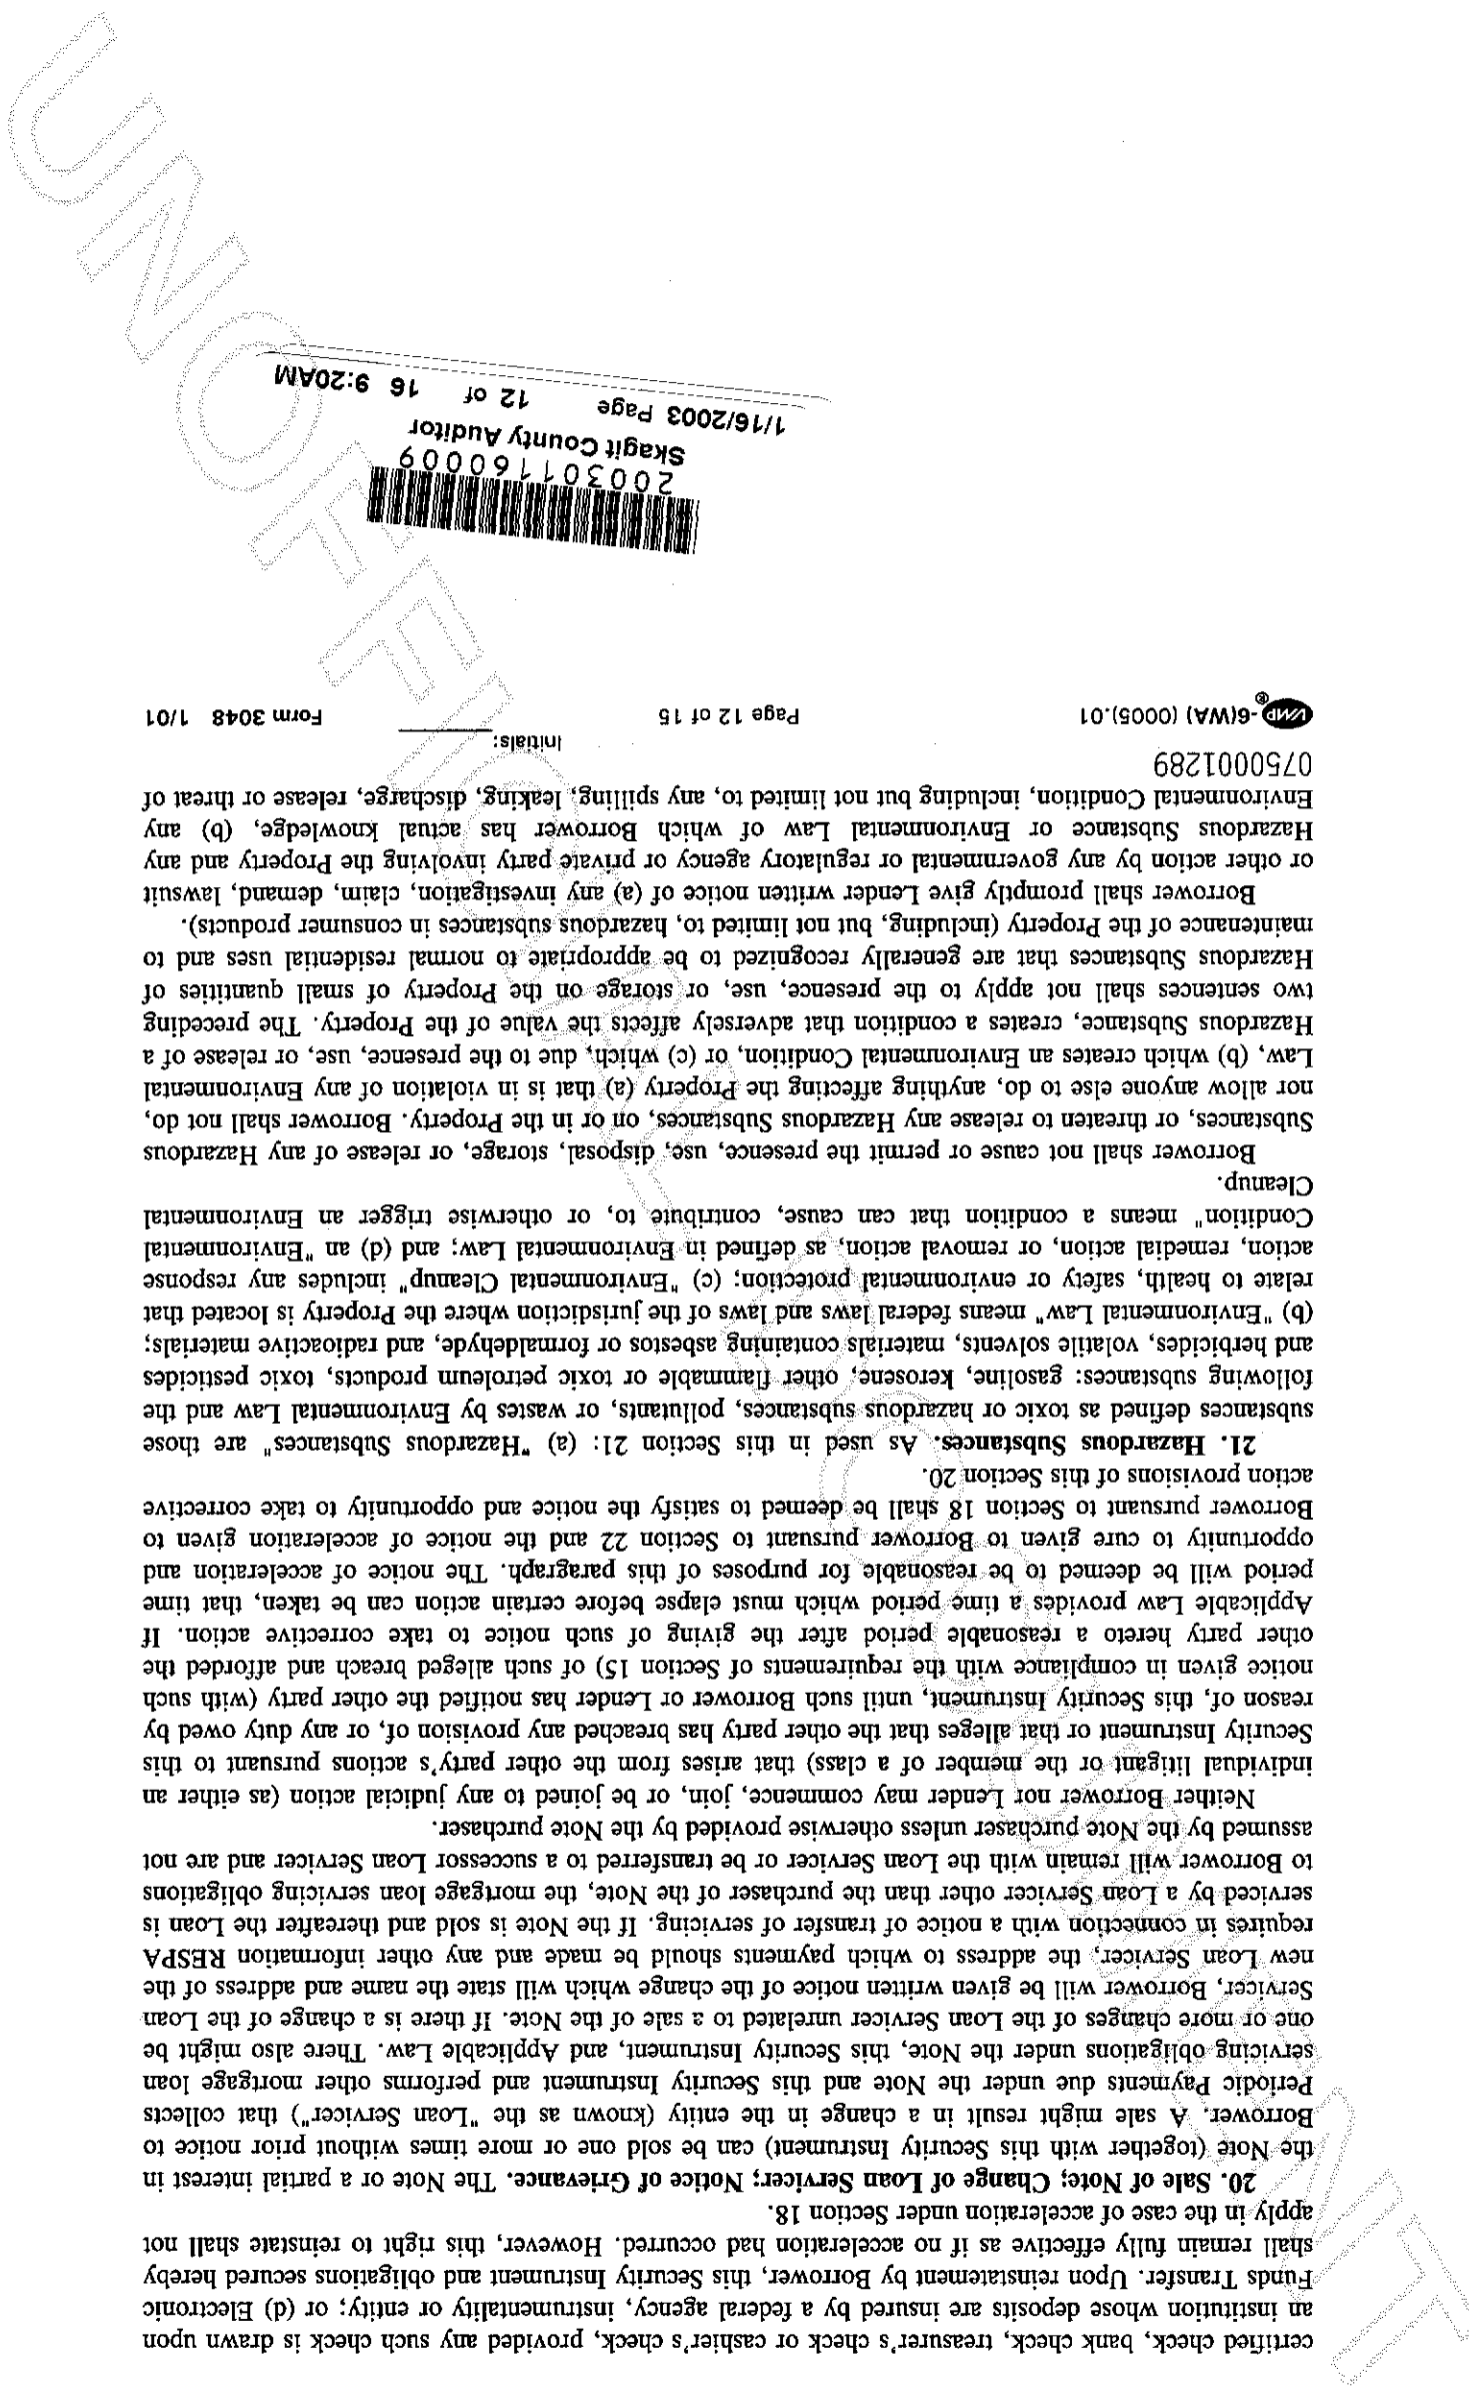 certified check, bank check, treasurer's check or cashier's check, provided any such check is drawn upon
an institution whose deposits are insured by a federal agency, instrumentality or entity; or (d) Electronic
Funds Transfer. Upon reinstatement by Borrower, this Security Instrument and obligations secured hereby
shall remain fully effective as if no acceleration had occurred. However, this right to reinstate shall not
apply in the case of acceleration under Section 18.
20. Sale of Note; Change of Loan Servicer; Notice of Grievance. The Note or a partial interest in
the Note (together with this Security Instrument) can be sold one or more times without prior notice to
Borrower. A sale might result in a change in the entity (known as the "Loan Servicer") that collects
Periodic Payments due under the Note and this Security Instrument and performs other mortgage loan
servicing obligations under the Note, this Security Instrument, and Applicable Law. There also might be
one or more changes of the Loan Servicer unrelated to a sale of the Note. If there is a change of the Loan
Servicer, Borrower will be given written notice of the change which will state the name and address of the
new Loan Servicer, the address to which payments should be made and any other information RESPA
requires in connection with a notice of transfer of servicing. If the Note is sold and thereafter the Loan is
serviced by a Loan Servicer other than the purchaser of the Note, the mortgage loan servicing obligations
to Borrower will remain with the Loan Servicer or be transferred to a successor Loan Servicer and are not
assumed by the Note purchaser unless otherwise provided by the Note purchaser.
Neither Borrower nor Lender may commence, join, or be joined to any judicial action (as either an
individual litigant or the member of a class) that arises from the other party's actions pursuant to this
Security Instrument or that alleges that the other party has breached any provision of, or any duty owed by
reason of, this Security Instrument, until such Borrower or Lender has notified the other party (with such
notice given in compliance with the requirements of Section 15) of such alleged breach and afforded the
other party hereto a reasonable period after the giving of such notice to take corrective action. If
Applicable Law provides a time period which must elapse before certain action can be taken, that time
period will be deemed to be reasonable for purposes of this paragraph. The notice of acceleration and
opportunity to cure given to Borrower pursuant to Section 22 and the notice of acceleration given to
Borrower pursuant to Section 18 shall be deemed to satisfy the notice and opportunity to take corrective
action provisions of this Section 20.
21. Hazardous Substances. As used in this Section 21: (a) "Hazardous Substances" are those
substances defined as toxic or hazardous substances, pollutants, or wastes by Environmental Law and the
following substances: gasoline, kerosene, other flammable or toxic petroleum products, toxic pesticides
and herbicides, volatile solvents, materials containing asbestos or formaldehyde, and radioactive materials;
(b) "Environmental Law" means federal laws and laws of the jurisdiction where the Property is located that
relate to health, safety or environmental protection; (c) "Environmental Cleanup" includes any response
action, remedial action, or removal action, as defined in Environmental Law; and (d) an "Environmental
Condition" means a condition that can cause, contribute to, or otherwise trigger an Environmental
Cleanup.
Borrower shall not cause or permit the presence, use, disposal, storage, or release of any Hazardous
Substances, or threaten to release any Hazardous Substances, on or in the Property. Borrower shall not do,
nor allow anyone else to do, anything affecting the Property (a) that is in violation of any Environmental
Law, (b) which creates an Environmental Condition, or (c) which, due to the presence, use, or release of a
Hazardous Substance, creates a condition that adversely affects the value of the Property. The preceding
two sentences shall not apply to the presence, use, or storage on the Property of small quantities of
Hazardous Substances that are generally recognized to be appropriate to normal residential uses and to
maintenance of the Property (including, but not limited to, hazardous substances in consumer products).
Borrower shall promptly give Lender written notice of (a) any investigation, claim, demand, lawsuit
or other action by any governmental or regulatory agency or private party involving the Property and any
Hazardous Substance or Environmental Law of which Borrower has actual knowledge, (b) any
Environmental Condition, including but not limited to, any spilling, leaking, discharge, release or threat of
0750001289
Initials:
VMP®-6(WA) (0005).01 Page 12 of 15 Form 3048 1/01
200301160009
Skagit County Auditor
1/16/2003 Page 12 of 16 9:20AM
UNOFFICIAL DOCUMENT